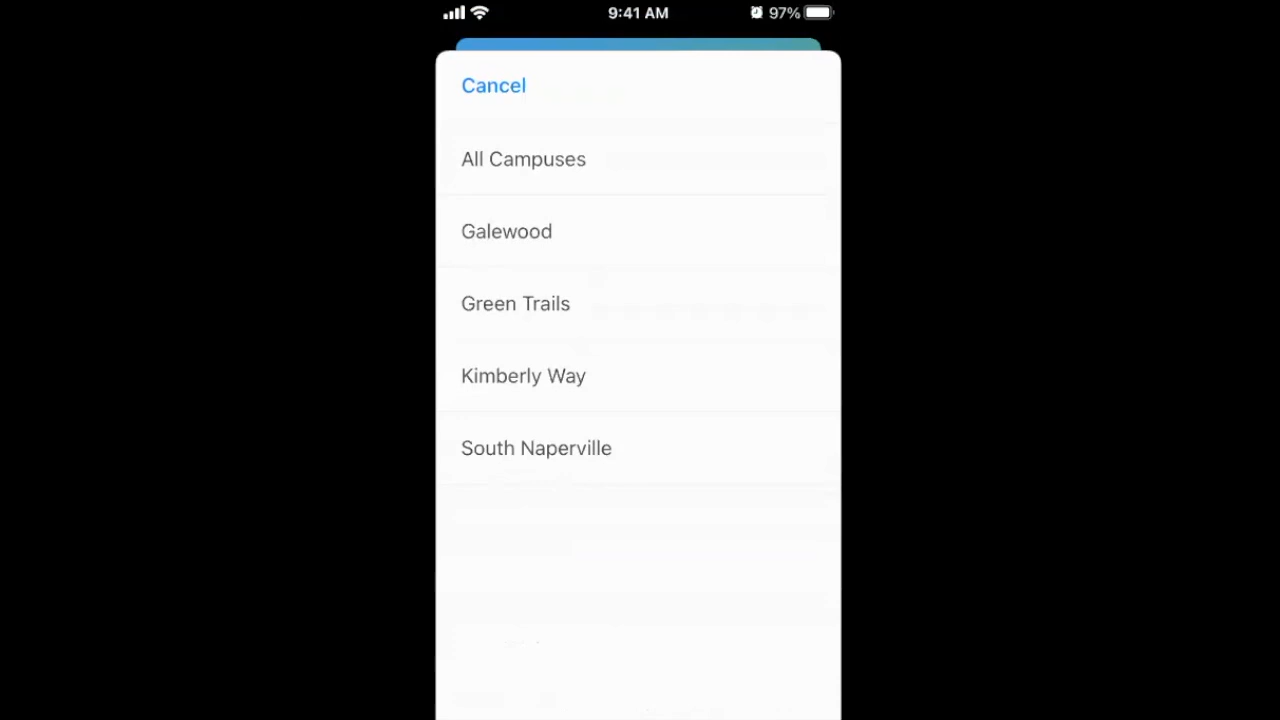 9:41 AM 97%
Cancel
All Campuses
Galewood
Green Trails
Kimberly Way
South Naperville